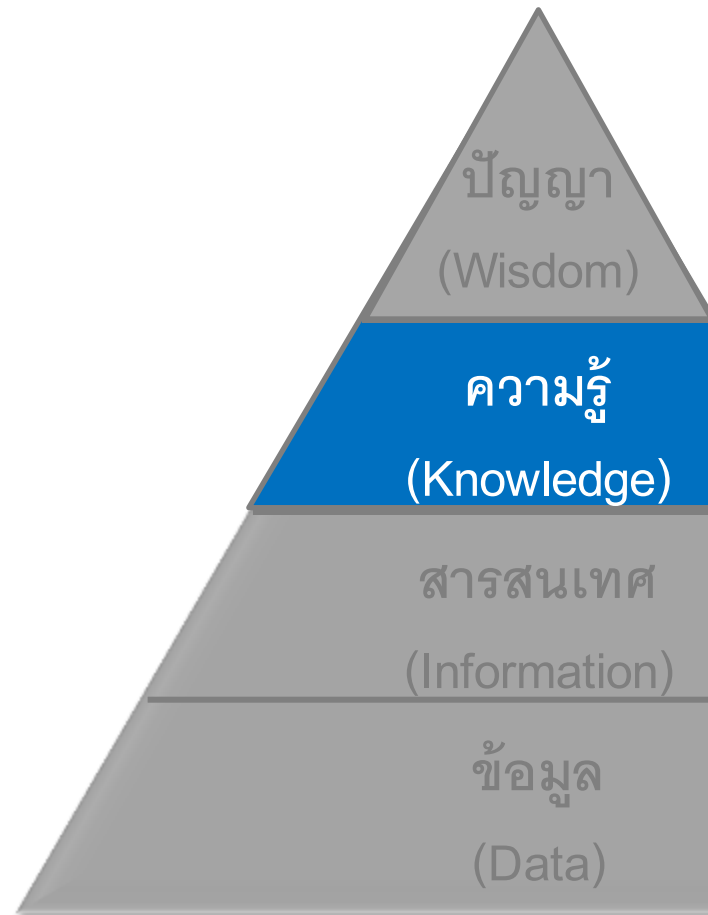 ปัญญา
(Wisdom)
ความรู้
(Knowledge)
สารสนเทศ
(Information)
ข้อมูล
(Data)